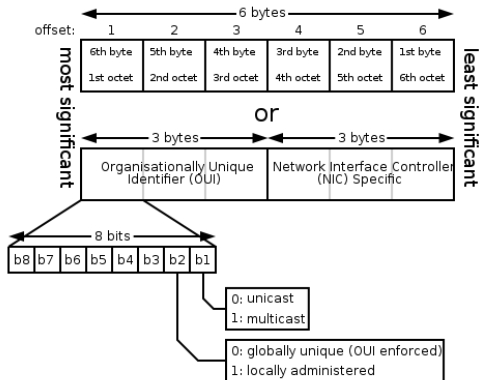 6 bytes
offset: 1 2 3 4 5 6
most significant
6th byte 5th byte 4th byte 3rd byte 2nd byte 1st byte
1st octet 2nd octet 3rd octet 4th octet 5th octet 6th octet
least significant
or
3 bytes 3 bytes
Organisationally Unique Network Interface Controller
Identifier (OUI) (NIC) Specific
8 bits
b8 b7 b6 b5 b4 b3 b2 b1
0: unicast
1: multicast
0: globally unique (OUI enforced)
1: locally administered